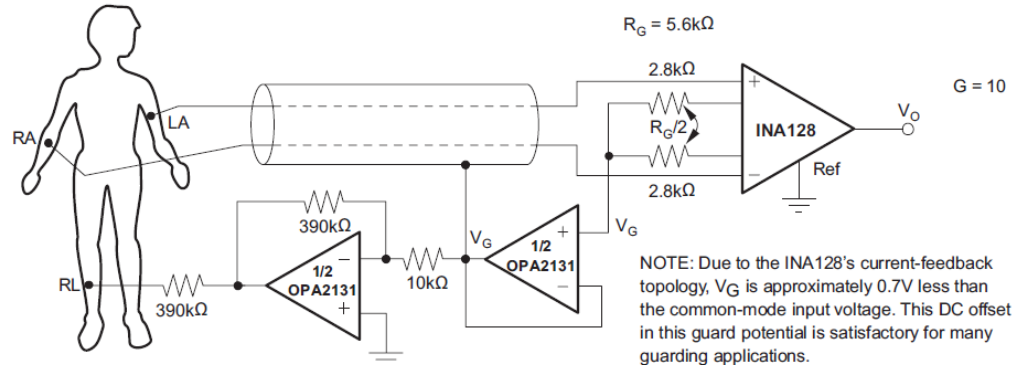 R_G = 5.6kΩ
2.8kΩ
G = 10
LA
RA
+
V_O
R_G/2
INA128
Ref
−
2.8kΩ
390kΩ
V_G
+
V_G
1/2
OPA2131
−
10kΩ
−
1/2
OPA2131
+
RL
390kΩ
NOTE: Due to the INA128's current-feedback
topology, V_G is approximately 0.7V less than
the common-mode input voltage. This DC offset
in this guard potential is satisfactory for many
guarding applications.